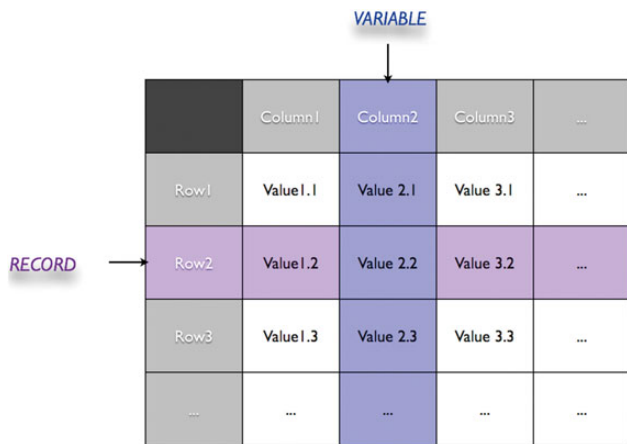 VARIABLE
Column1 Column2 Column3 ...
Row1 Value1.1 Value 2.1 Value 3.1 ...
RECORD Row2 Value1.2 Value 2.2 Value 3.2 ...
Row3 Value1.3 Value 2.3 Value 3.3 ...
... ... ... ... ...